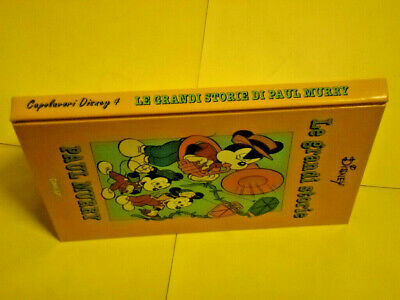 Capolavori Disney 4 LE GRANDI STORIE DI PAUL MURRY
DISNEY
Le grandi storie
PAUL MURRY